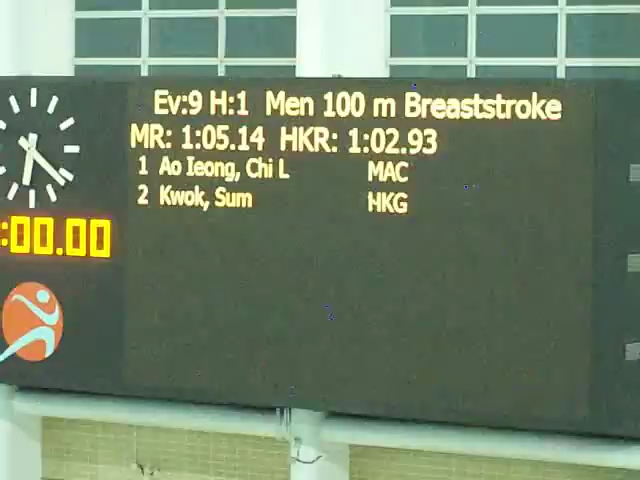 Ev:9 H:1 Men 100 m Breaststroke
MR: 1:05.14 HKR: 1:02.93
1 Ao Ieong, Chi L MAC
2 Kwok, Sum HKG
:00.00